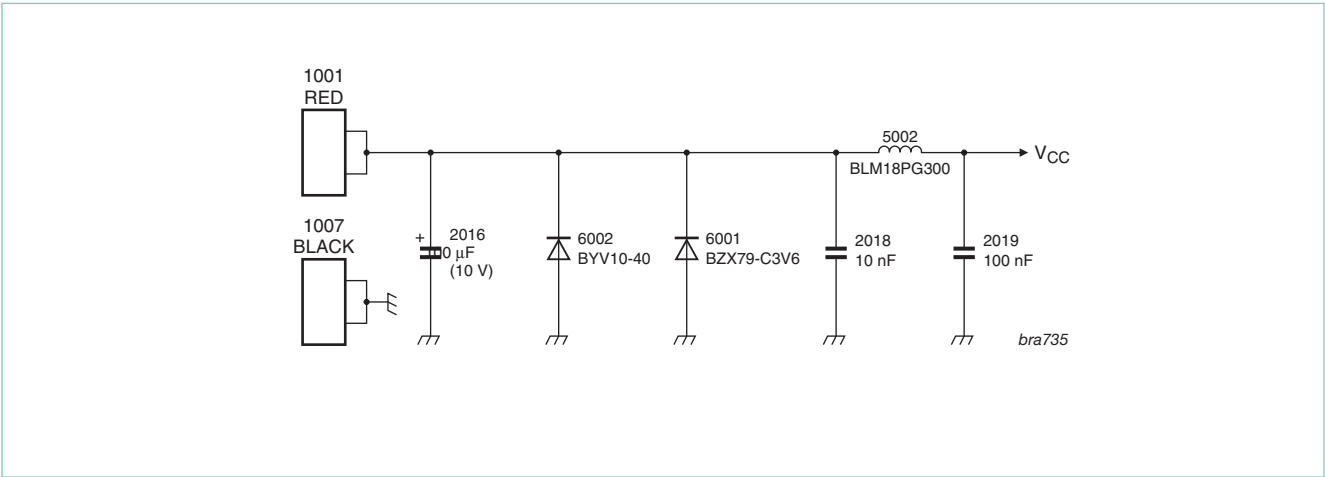 1001
RED
5002
V_CC
BLM18PG300
1007
BLACK
+
2016
0 µF
(10 V)
6002
BYV10-40
6001
BZX79-C3V6
2018
10 nF
2019
100 nF
bra735